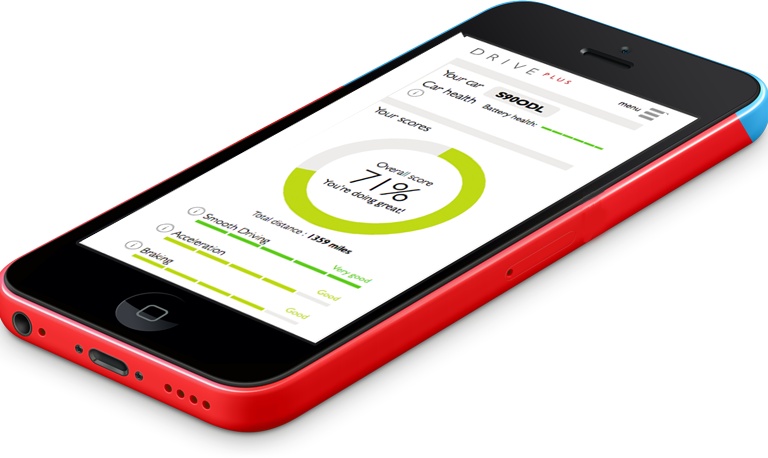 DRIVE PLUS
menu
Your car S90ODL
Car health Battery health:
Your scores
Overall score
71%
You're doing great!
Total distance : 1359 miles
Smooth Driving
Very good
Acceleration
Good
Braking
Good